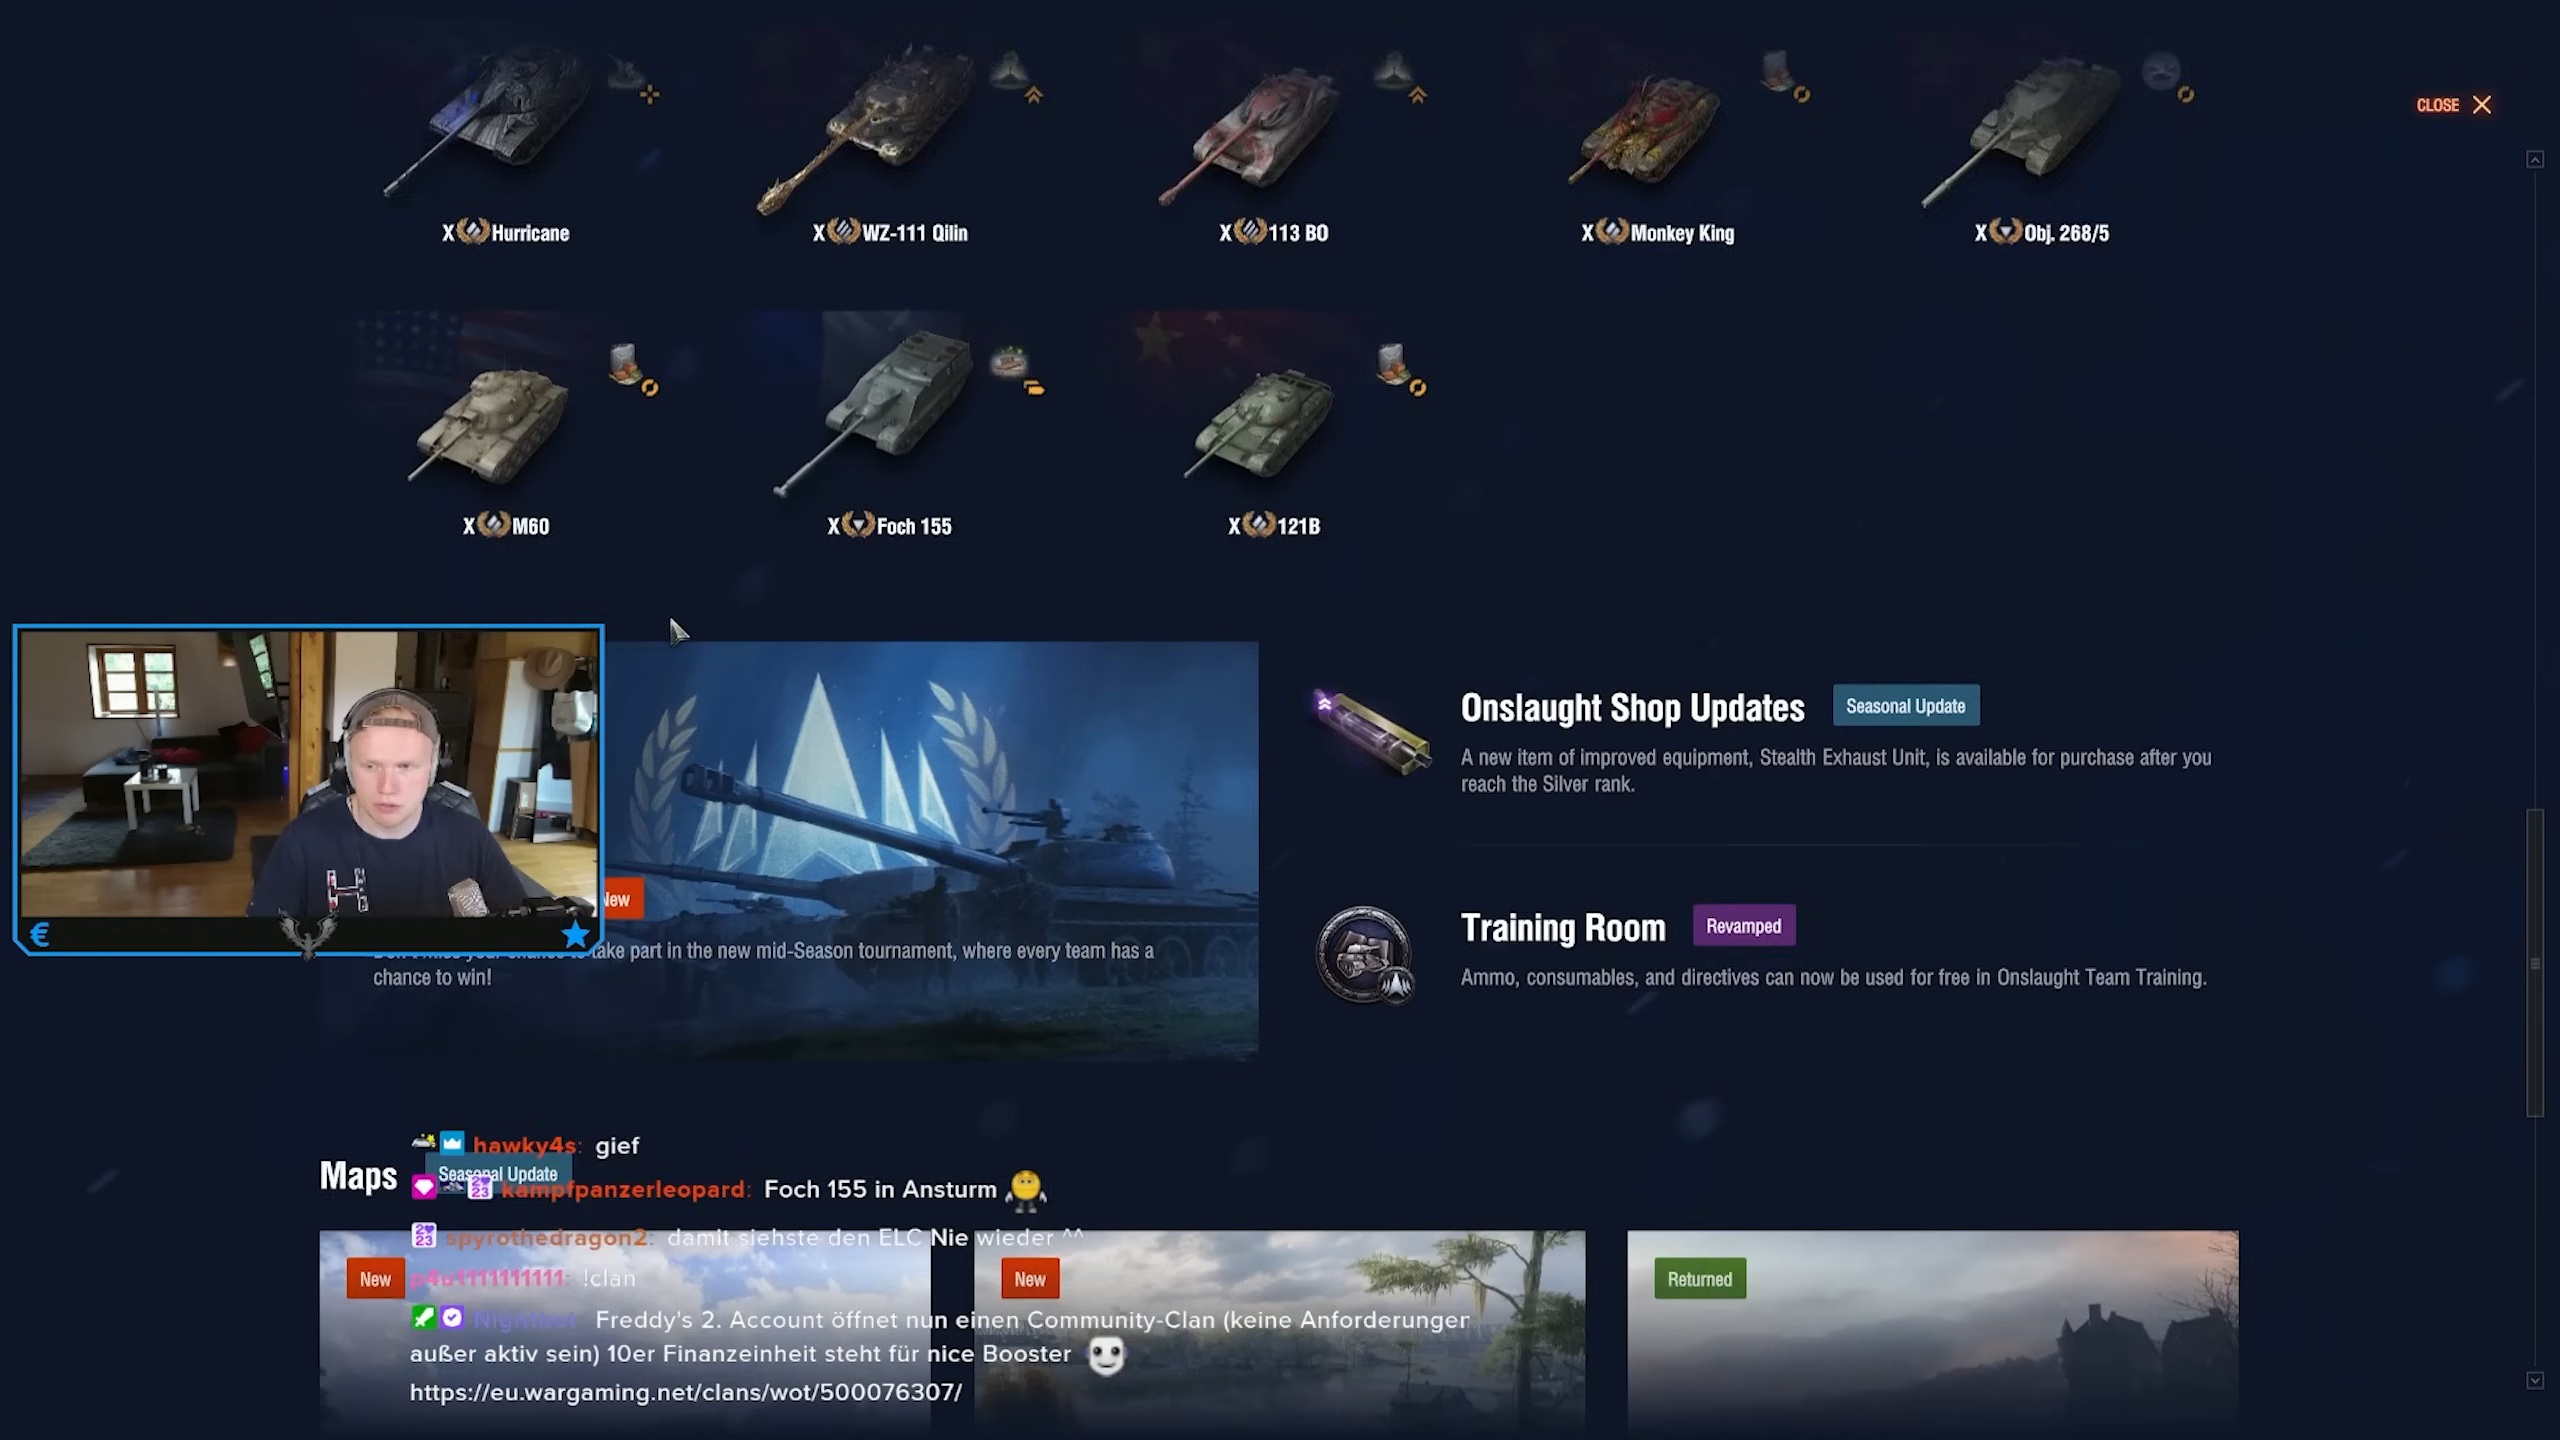 CLOSE
X Hurricane
X WZ-111 Qilin
X 113 BO
X Monkey King
X Obj. 268/5
X M60
X Foch 155
X 121B
€
H
New
take part in the new mid-Season tournament, where every team has a
chance to win!
Onslaught Shop Updates
Seasonal Update
A new item of improved equipment, Stealth Exhaust Unit, is available for purchase after you
reach the Silver rank.
Training Room
Revamped
Ammo, consumables, and directives can now be used for free in Onslaught Team Training.
Maps
Seasonal Update
hawky4s: gief
kampfpanzerleopard: Foch 155 in Ansturm
spyrothedragon2: damit siehste den ELC Nie wieder ^^
p4u1111111111: !clan
Nightbot: Freddy's 2. Account öffnet nun einen Community-Clan (keine Anforderungen
außer aktiv sein) 10er Finanzeinheit steht für nice Booster
https://eu.wargaming.net/clans/wot/500076307/
New
New
Returned